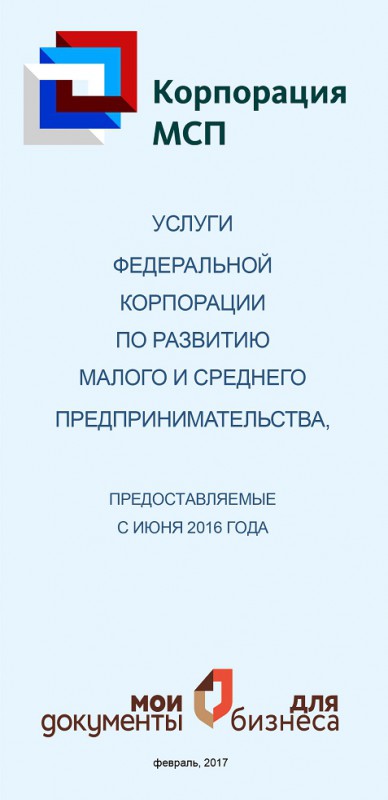 Корпорация
МСП
УСЛУГИ
ФЕДЕРАЛЬНОЙ
КОРПОРАЦИИ
ПО РАЗВИТИЮ
МАЛОГО И СРЕДНЕГО
ПРЕДПРИНИМАТЕЛЬСТВА,
ПРЕДОСТАВЛЯЕМЫЕ
С ИЮНЯ 2016 ГОДА
мои для
документы бизнеса
февраль, 2017